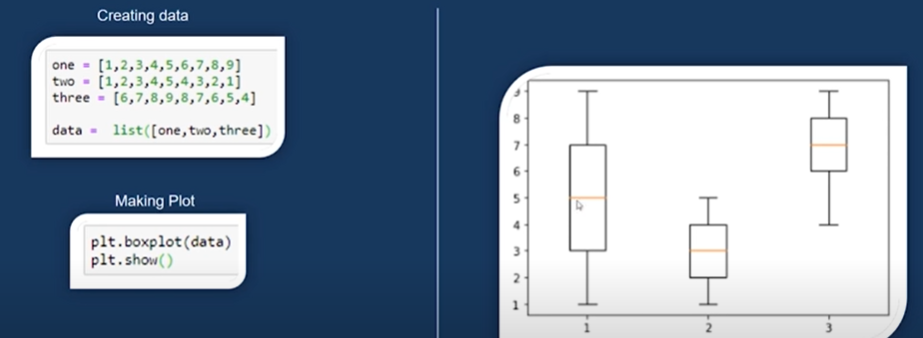 Creating data
one = [1,2,3,4,5,6,7,8,9]
two = [1,2,3,4,5,4,3,2,1]
three = [6,7,8,9,8,7,6,5,4]
data = list([one,two,three])
Making Plot
plt.boxplot(data)
plt.show()
9
8
7
6
5
4
3
2
1
1 2 3